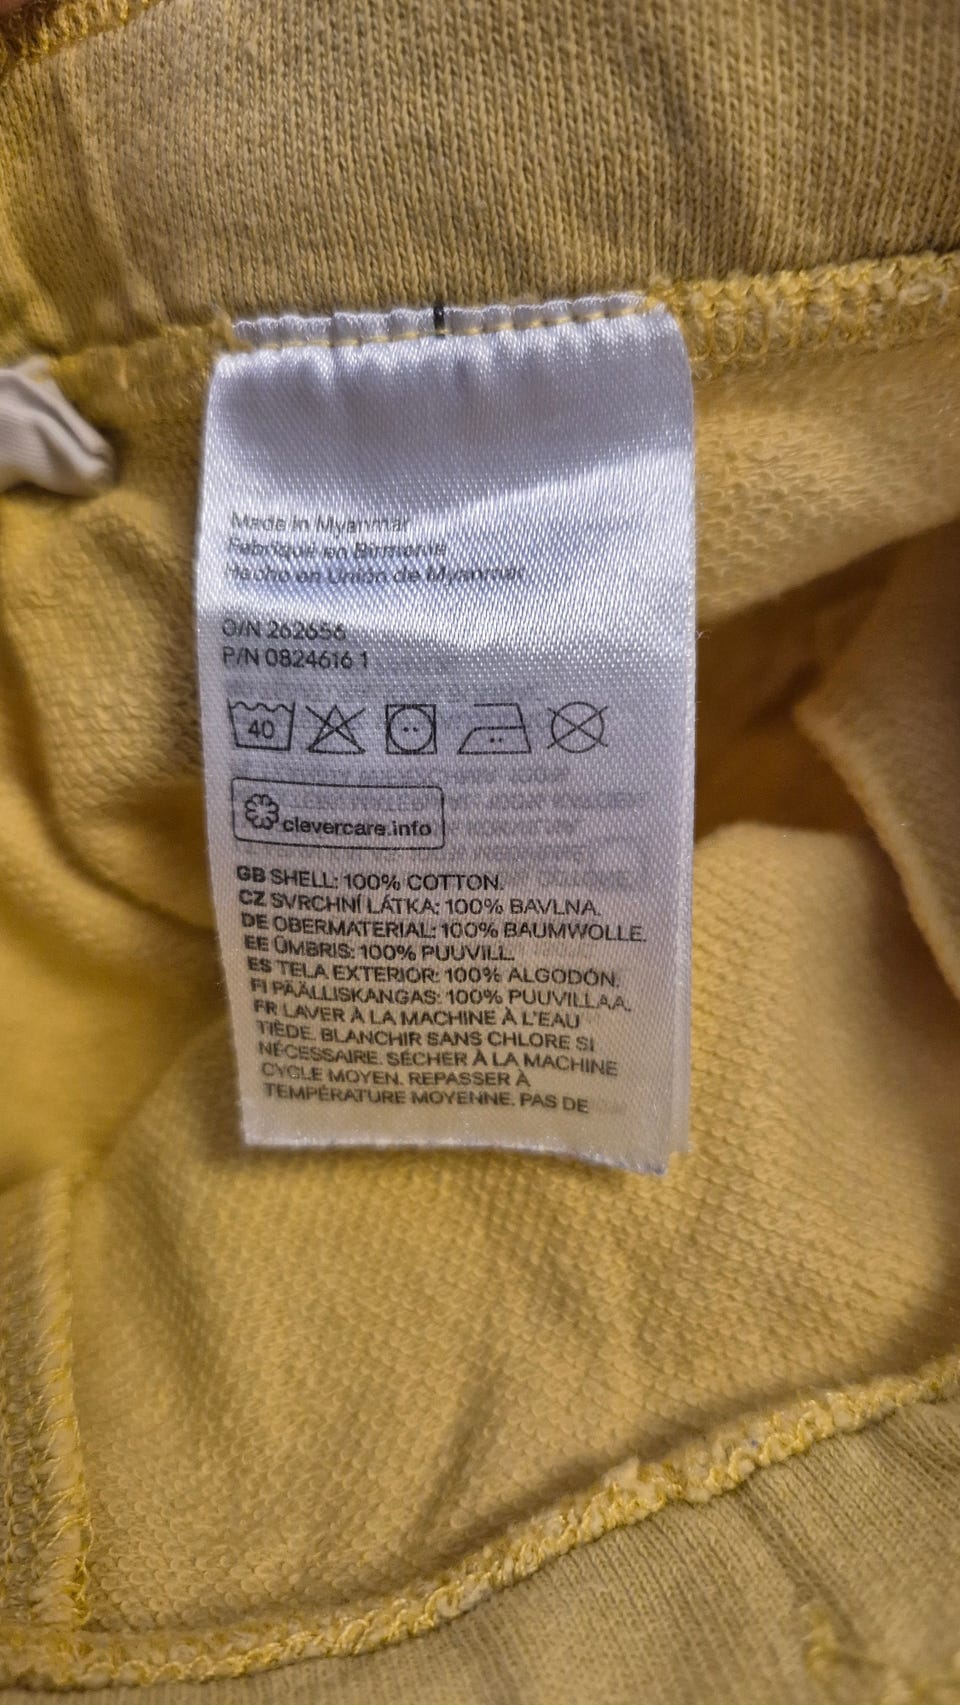 Made in Myanmar
Fabriqué en Birmanie
Hecho en Unión de Myanmar
O/N 262656
P/N 0824616 1
40
clevercare.info
GB SHELL: 100% COTTON.
CZ SVRCHNÍ LÁTKA: 100% BAVLNA.
DE OBERMATERIAL: 100% BAUMWOLLE.
EE ÜMBRIS: 100% PUUVILL.
ES TELA EXTERIOR: 100% ALGODÓN.
FI PÄÄLLISKANGAS: 100% PUUVILLAA.
FR LAVER À LA MACHINE À L'EAU
TIÈDE. BLANCHIR SANS CHLORE SI
NÉCESSAIRE. SÉCHER À LA MACHINE
CYCLE MOYEN. REPASSER À
TEMPÉRATURE MOYENNE. PAS DE